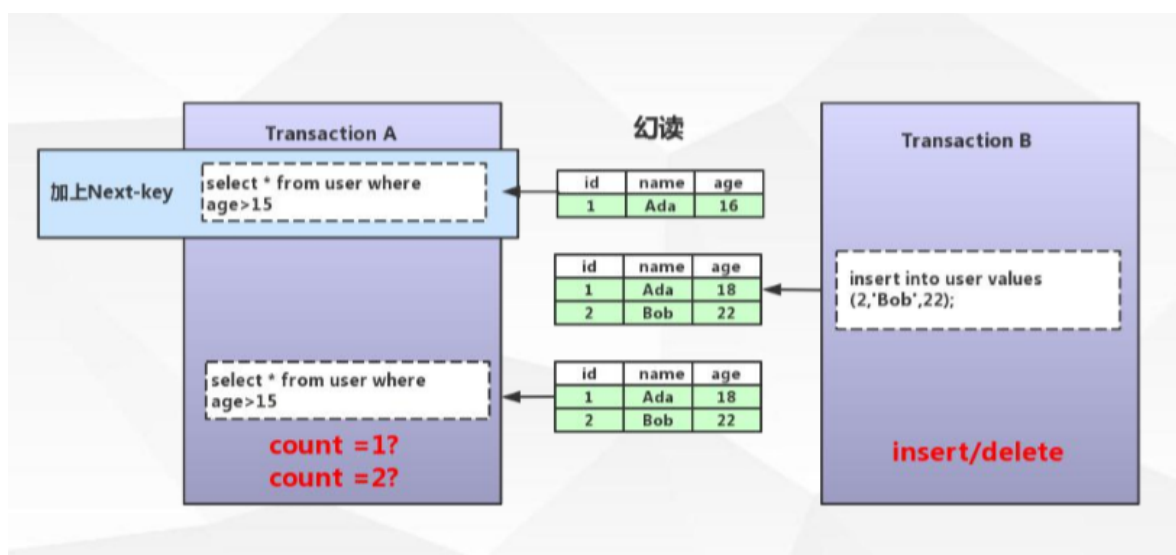 幻读
Transaction A
加上Next-key
select * from user where
age>15
id name age
1 Ada 16
id name age
1 Ada 18
2 Bob 22
select * from user where
age>15
id name age
1 Ada 18
2 Bob 22
count =1?
count =2?
Transaction B
insert into user values
(2,'Bob',22);
insert/delete